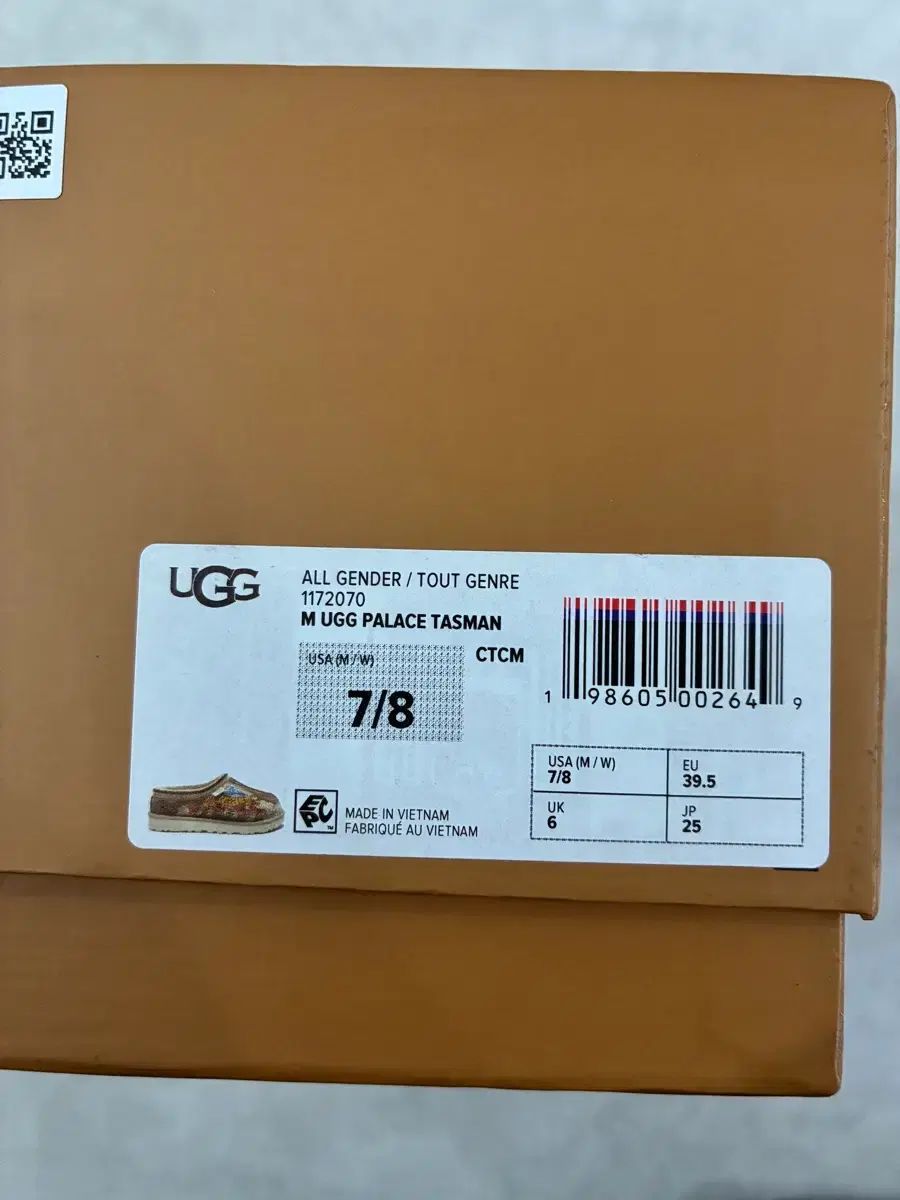 UGG
ALL GENDER / TOUT GENRE
1172070
M UGG PALACE TASMAN
USA (M / W)
7/8
CTCM
1 98605 00264 9
USA (M / W)
7/8
EU
39.5
UK
6
JP
25
EPC™
MADE IN VIETNAM
FABRIQUÉ AU VIETNAM